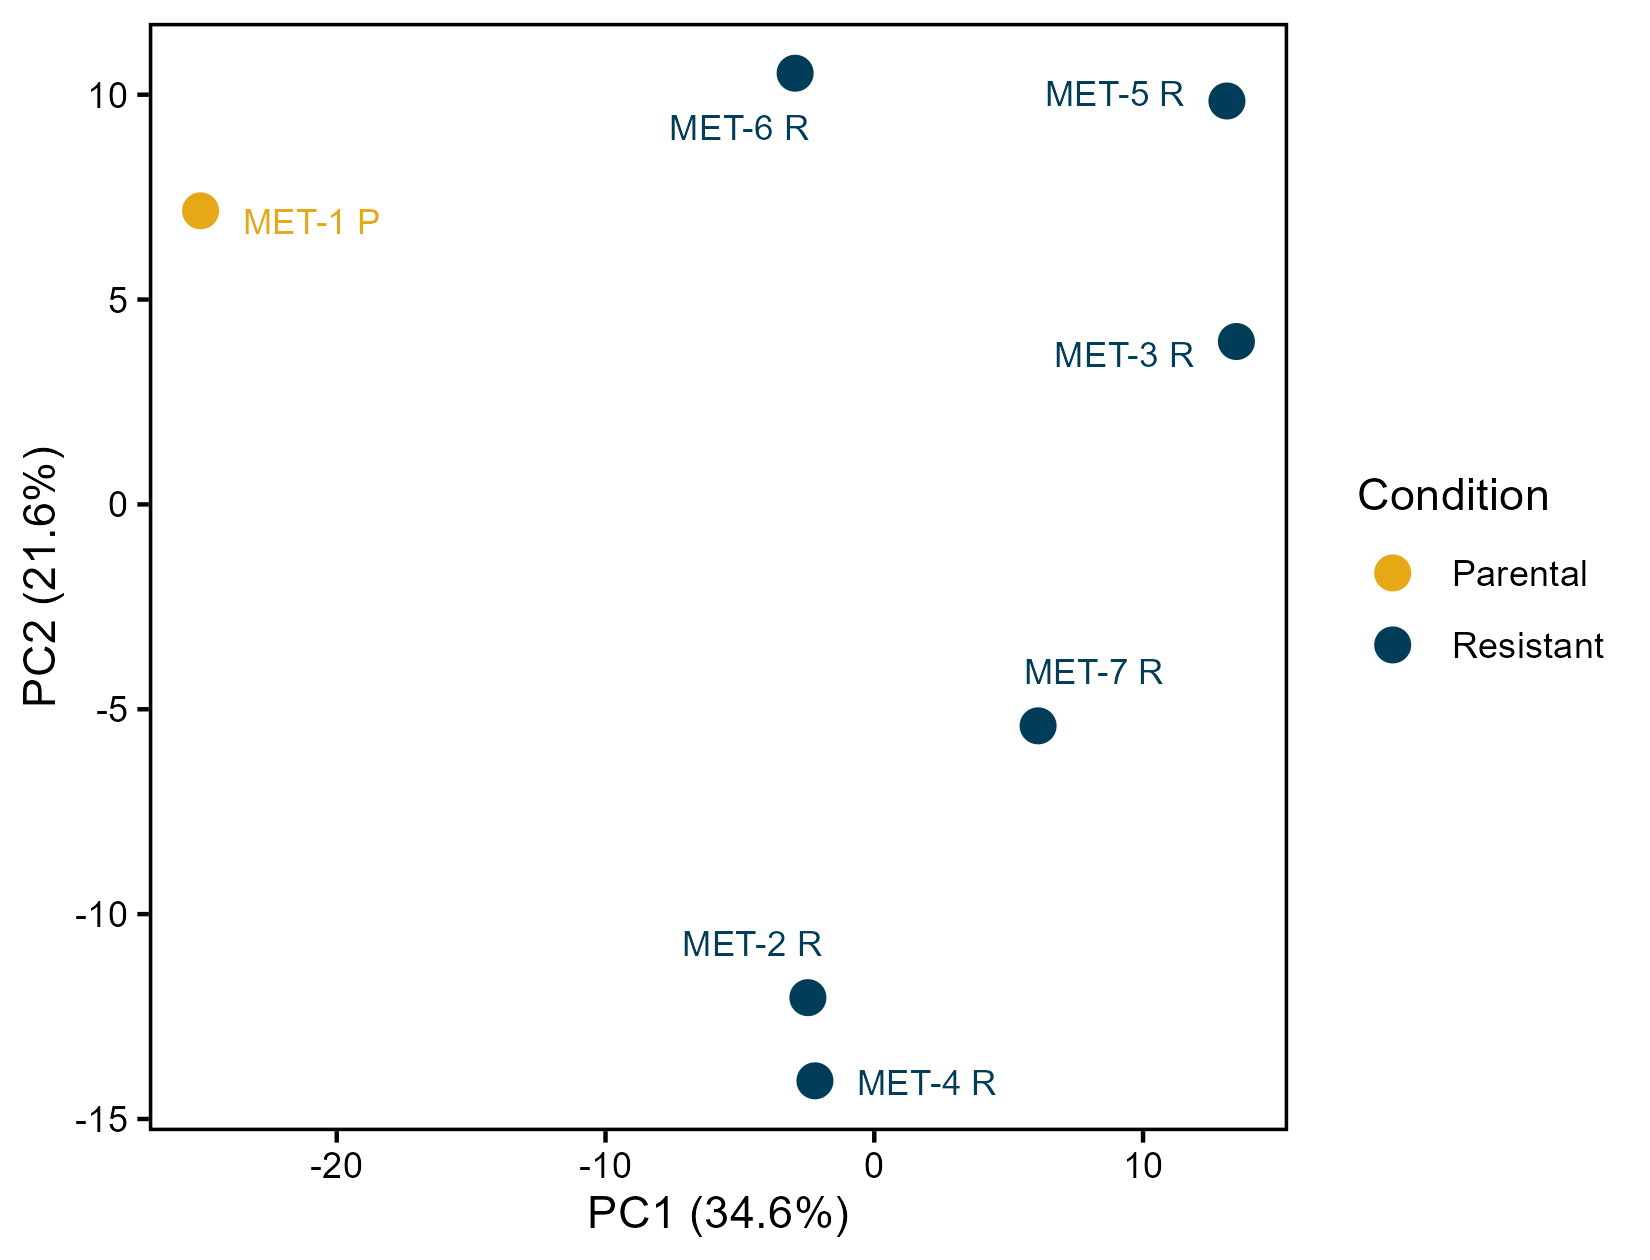 10
5
0
-5
-10
-15
PC2 (21.6%)
MET-6 R
MET-5 R
MET-1 P
MET-3 R
MET-7 R
MET-2 R
MET-4 R
-20
-10
0
10
PC1 (34.6%)
Condition
Parental
Resistant